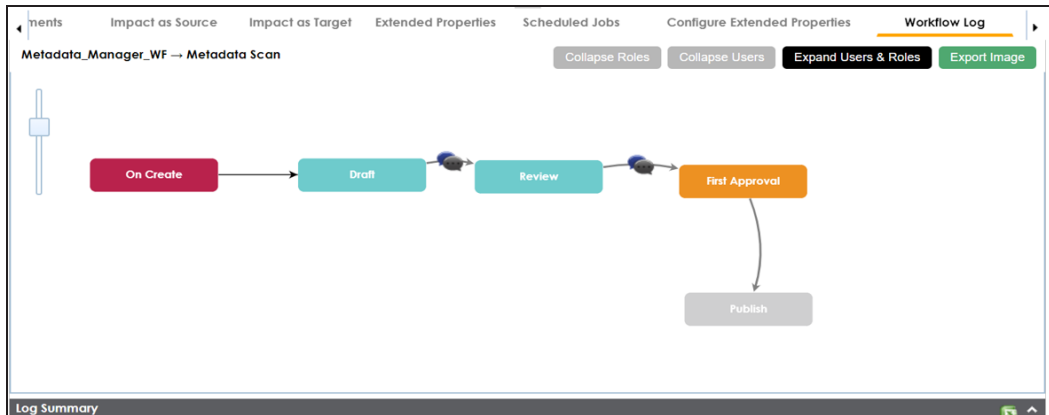 ments Impact as Source Impact as Target Extended Properties Scheduled Jobs Configure Extended Properties Workflow Log
Metadata_Manager_WF → Metadata Scan Collapse Roles Collapse Users Expand Users & Roles Export Image
On Create Draft Review First Approval
Publish
Log Summary